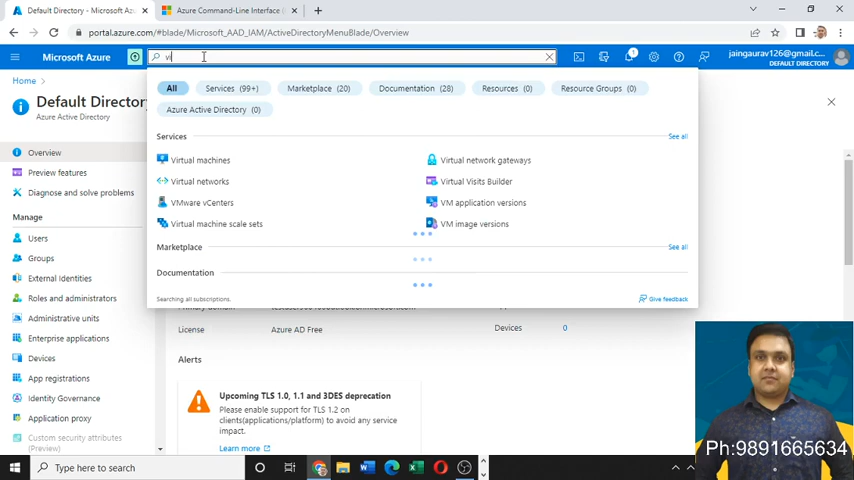 Default Directory - Microsoft Azu
Azure Command-Line Interface (
portal.azure.com/#blade/Microsoft_AAD_IAM/ActiveDirectoryMenuBlade/Overview
Microsoft Azure
vi
1
jaingaurav126@gmail.c...
DEFAULT DIRECTORY
All
Services (99+)
Marketplace (20)
Documentation (28)
Resources (0)
Resource Groups (0)
Azure Active Directory (0)
Home
Default Directory
Azure Active Directory
Services
See all
Virtual machines
Virtual network gateways
Virtual networks
Virtual Visits Builder
VMware vCenters
VM application versions
Virtual machine scale sets
VM image versions
Marketplace
See all
Documentation
Searching all subscriptions.
Give feedback
Overview
Preview features
Diagnose and solve problems
Manage
Users
Groups
External Identities
Roles and administrators
Administrative units
Enterprise applications
Devices
App registrations
Identity Governance
Application proxy
Custom security attributes
(Preview)
License
Azure AD Free
Devices
0
Alerts
Upcoming TLS 1.0, 1.1 and 3DES deprecation
Please enable support for TLS 1.2 on
clients(applications/platform) to avoid any service
impact.
Learn more
Ph:9891665634
Type here to search